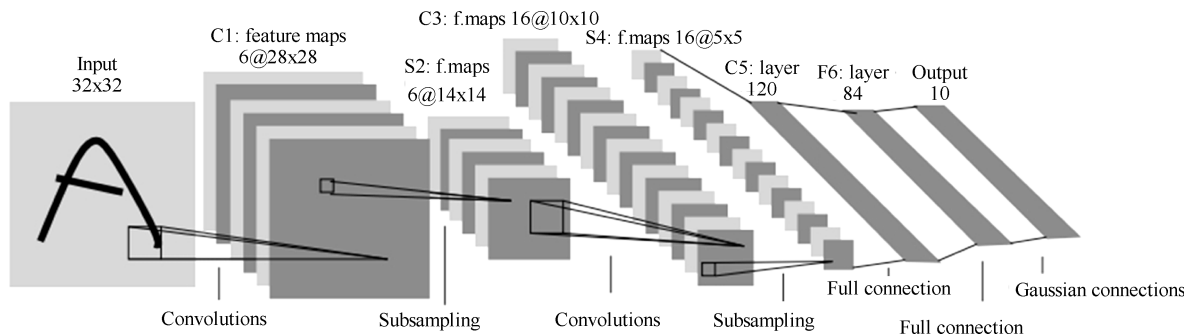 C1: feature maps
6@28x28
Input
32x32
S2: f.maps
6@14x14
C3: f.maps 16@10x10
S4: f.maps 16@5x5
C5: layer
120
F6: layer
84
Output
10
A
Convolutions
Subsampling
Convolutions
Subsampling
Full connection
Full connection
Gaussian connections